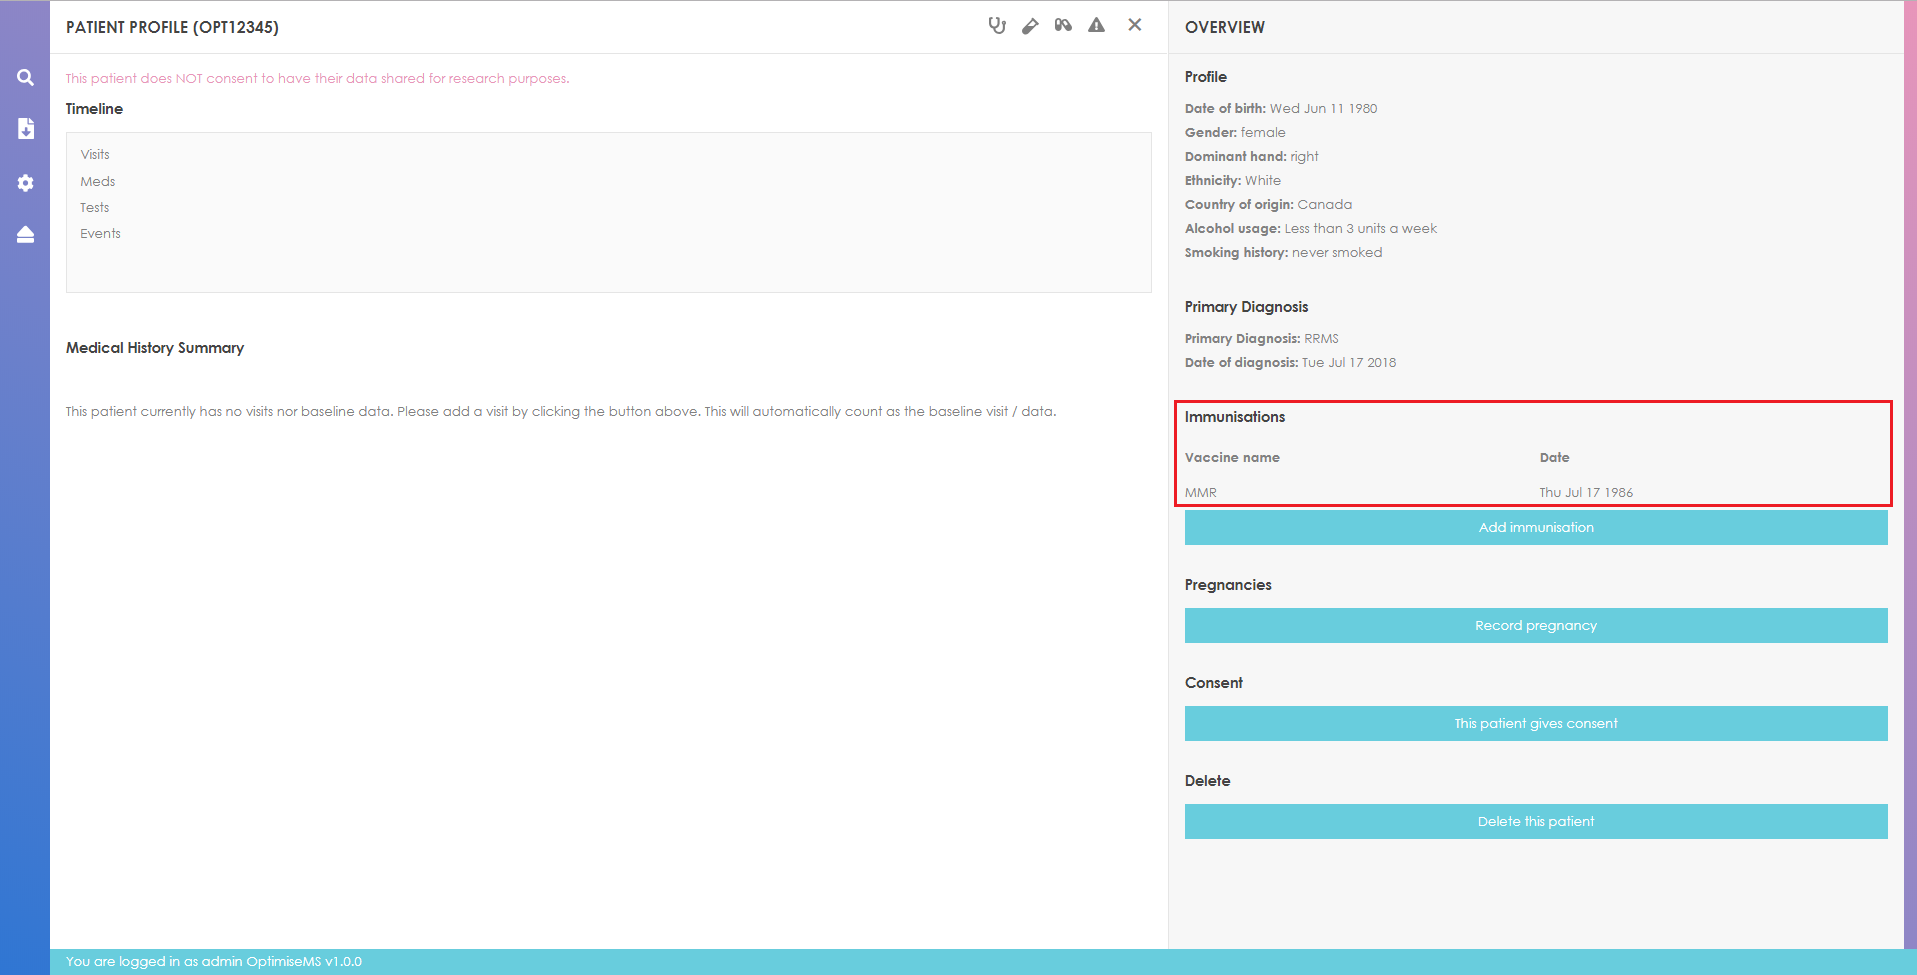 PATIENT PROFILE (OPT12345)
This patient does NOT consent to have their data shared for research purposes.
Timeline
Visits
Meds
Tests
Events
Medical History Summary
This patient currently has no visits nor baseline data. Please add a visit by clicking the button above. This will automatically count as the baseline visit / data.
OVERVIEW
Profile
Date of birth: Wed Jun 11 1980
Gender: female
Dominant hand: right
Ethnicity: White
Country of origin: Canada
Alcohol usage: Less than 3 units a week
Smoking history: never smoked
Primary Diagnosis
Primary Diagnosis: RRMS
Date of diagnosis: Tue Jul 17 2018
Immunisations
Vaccine name Date
MMR Thu Jul 17 1986
Add immunisation
Pregnancies
Record pregnancy
Consent
This patient gives consent
Delete
Delete this patient
You are logged in as admin OptimiseMS v1.0.0